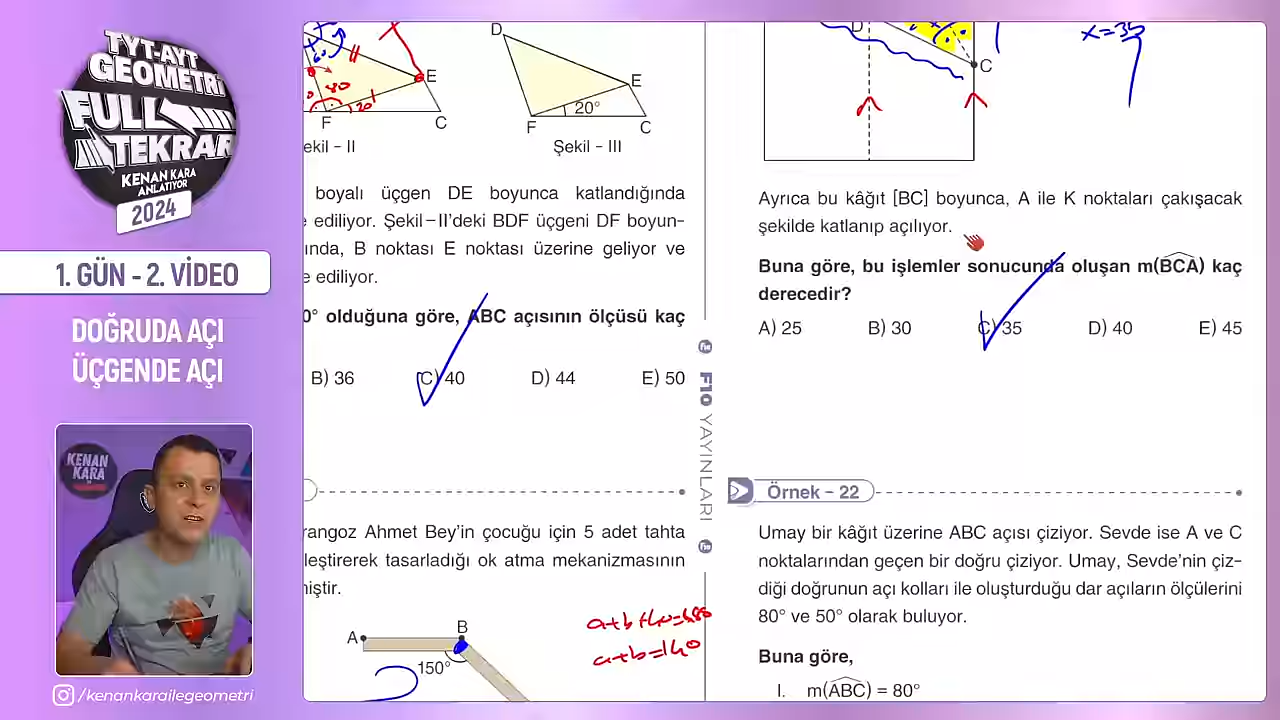 TYT-AYT
GEOMETRİ
FULL
TEKRAR
KENAN KARA
ANLATIYOR
2024
1. GÜN - 2. VİDEO
DOĞRUDA AÇI
ÜÇGENDE AÇI
KENAN
KARA
/kenankarailegeometri
E
80
20
F
C
ekil - II
D
E
20°
F
C
Şekil - III
boyalı üçgen DE boyunca katlandığında
ediliyor. Şekil-II'deki BDF üçgeni DF boyun-
ında, B noktası E noktası üzerine geliyor ve
ediliyor.
0° olduğuna göre, ABC açısının ölçüsü kaç
B) 36 C) 40 D) 44 E) 50
rangoz Ahmet Bey'in çocuğu için 5 adet tahta
leştirerek tasarladığı ok atma mekanizmasının
niştir.
a+b+40=180
a+b=140
A
B
150°
F10 YAYINLARI
D
C
x=35
Ayrıca bu kâğıt [BC] boyunca, A ile K noktaları çakışacak
şekilde katlanıp açılıyor.
Buna göre, bu işlemler sonucunda oluşan m(BCA) kaç
derecedir?
A) 25 B) 30 C) 35 D) 40 E) 45
Örnek - 22
Umay bir kâğıt üzerine ABC açısı çiziyor. Sevde ise A ve C
noktalarından geçen bir doğru çiziyor. Umay, Sevde'nin çiz-
diği doğrunun açı kolları ile oluşturduğu dar açıların ölçülerini
80° ve 50° olarak buluyor.
Buna göre,
I. m(ABC) = 80°